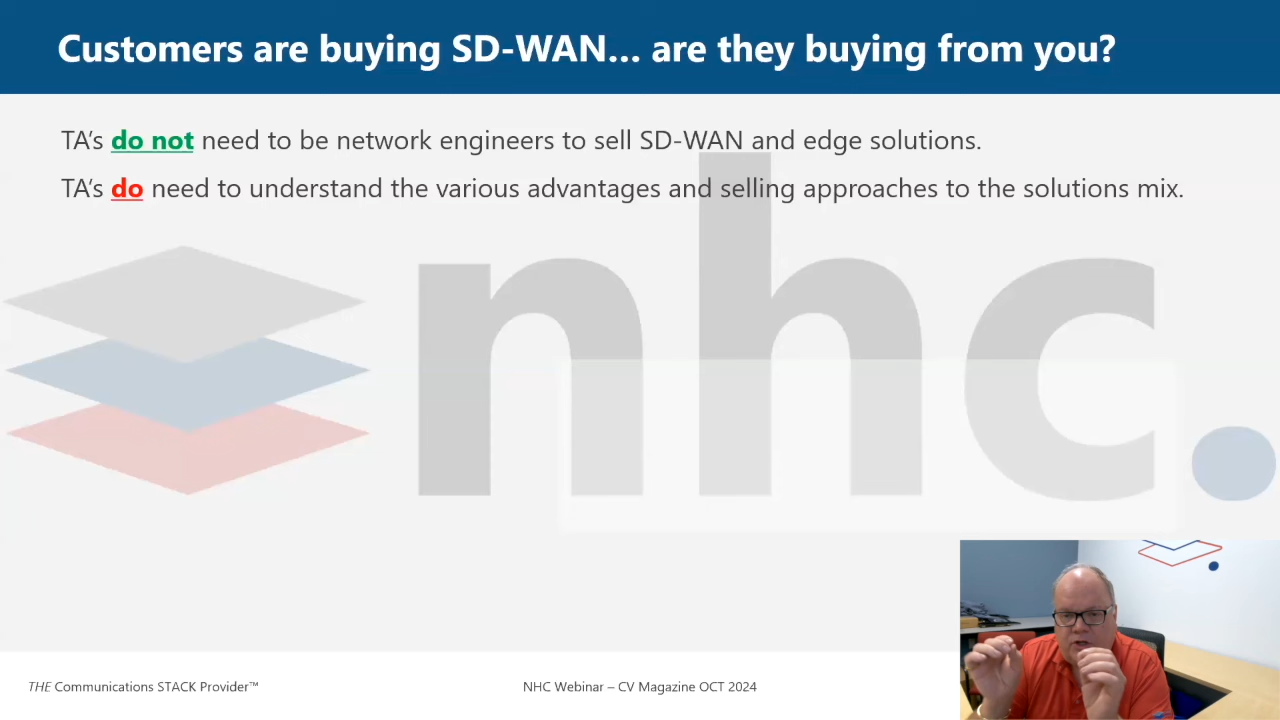 Customers are buying SD-WAN... are they buying from you?
TA's do not need to be network engineers to sell SD-WAN and edge solutions.
TA's do need to understand the various advantages and selling approaches to the solutions mix.
nhc.
THE Communications STACK Provider™
NHC Webinar – CV Magazine OCT 2024